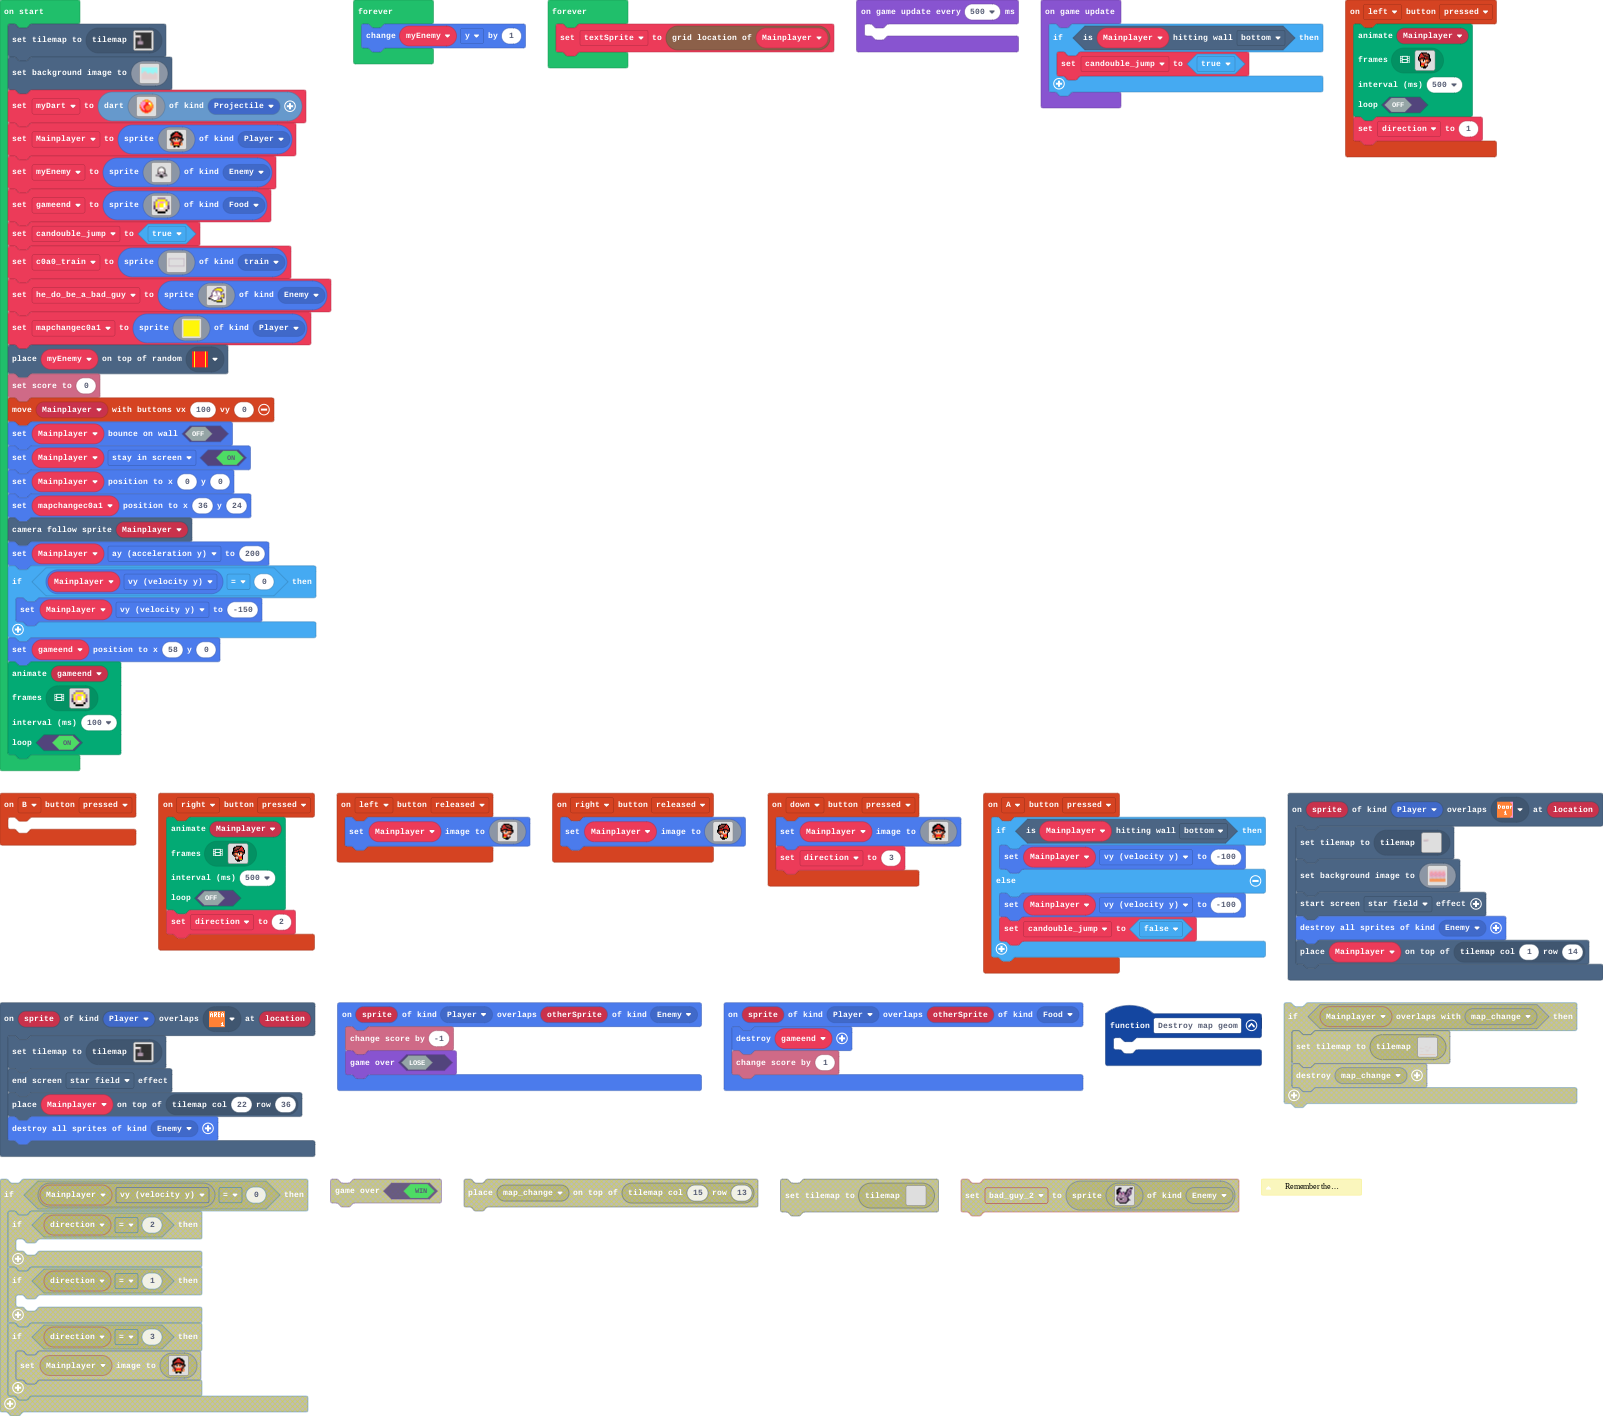 on start
set tilemap to tilemap
set background image to
set myDart to dart of kind Projectile
set Mainplayer to sprite of kind Player
set myEnemy to sprite of kind Enemy
set gameend to sprite of kind Food
set candouble_jump to true
set c0a0_train to sprite of kind train
set he_do_be_a_bad_guy to sprite of kind Enemy
set mapchangec0a1 to sprite of kind Player
place myEnemy on top of random
set score to 0
move Mainplayer with buttons vx 100 vy 0
set Mainplayer bounce on wall OFF
set Mainplayer stay in screen ON
set Mainplayer position to x 0 y 0
set mapchangec0a1 position to x 36 y 24
camera follow sprite Mainplayer
set Mainplayer ay (acceleration y) to 200
if Mainplayer vy (velocity y) = 0 then
set Mainplayer vy (velocity y) to -150
set gameend position to x 58 y 0
animate gameend
frames
interval (ms) 100
loop ON
forever
change myEnemy y by 1
forever
set textSprite to grid location of Mainplayer
on game update every 500 ms
on game update
if is Mainplayer hitting wall bottom then
set candouble_jump to true
on left button pressed
animate Mainplayer
frames
interval (ms) 500
loop OFF
set direction to 1
on B button pressed
on right button pressed
animate Mainplayer
frames
interval (ms) 500
loop OFF
set direction to 2
on left button released
set Mainplayer image to
on right button released
set Mainplayer image to
on down button pressed
set Mainplayer image to
set direction to 3
on A button pressed
if is Mainplayer hitting wall bottom then
set Mainplayer vy (velocity y) to -100
else
set Mainplayer vy (velocity y) to -100
set candouble_jump to false
on sprite of kind Player overlaps Door 1 at location
set tilemap to tilemap
set background image to
start screen star field effect
destroy all sprites of kind Enemy
place Mainplayer on top of tilemap col 1 row 14
on sprite of kind Player overlaps AREA 1 at location
set tilemap to tilemap
end screen star field effect
place Mainplayer on top of tilemap col 22 row 36
destroy all sprites of kind Enemy
on sprite of kind Player overlaps otherSprite of kind Enemy
change score by -1
game over LOSE
on sprite of kind Player overlaps otherSprite of kind Food
destroy gameend
change score by 1
function Destroy map geom
if Mainplayer overlaps with map_change then
set tilemap to tilemap
destroy map_change
if Mainplayer vy (velocity y) = 0 then
if direction = 2 then
if direction = 1 then
if direction = 3 then
set Mainplayer image to
game over WIN
place map_change on top of tilemap col 15 row 13
set tilemap to tilemap
set bad_guy_2 to sprite of kind Enemy
Remember the...